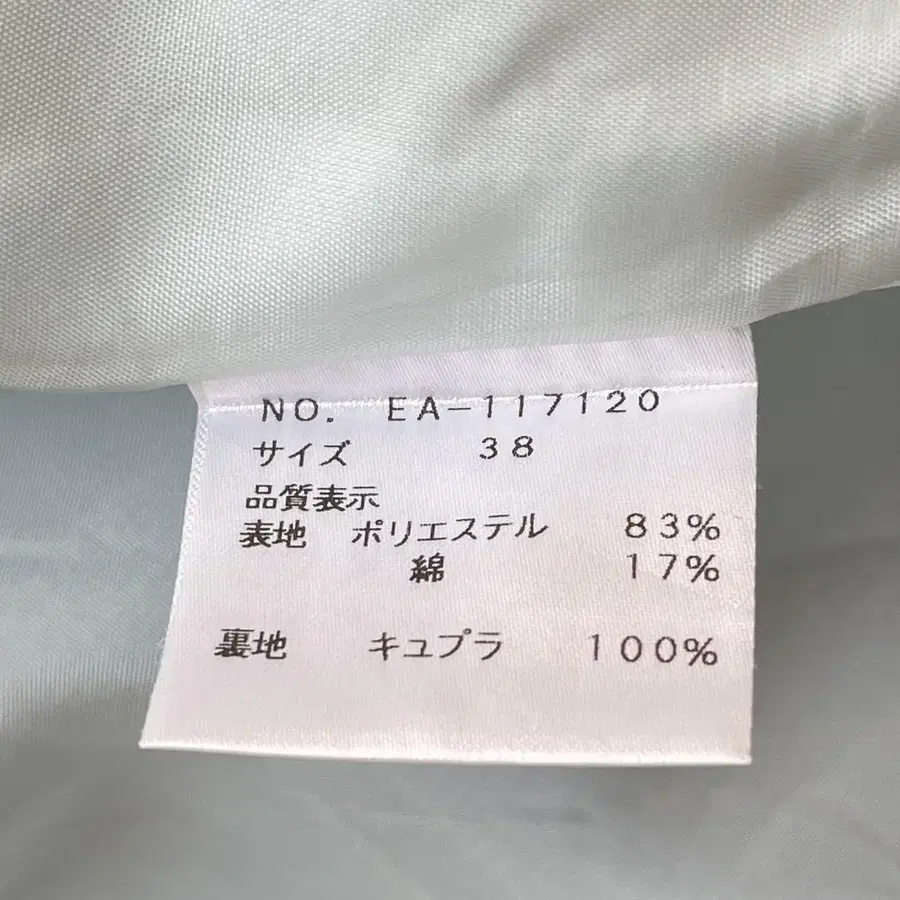 NO. EA-117120
サイズ 38
品質表示
表地 ポリエステル 83%
綿 17%
裏地 キュプラ 100%